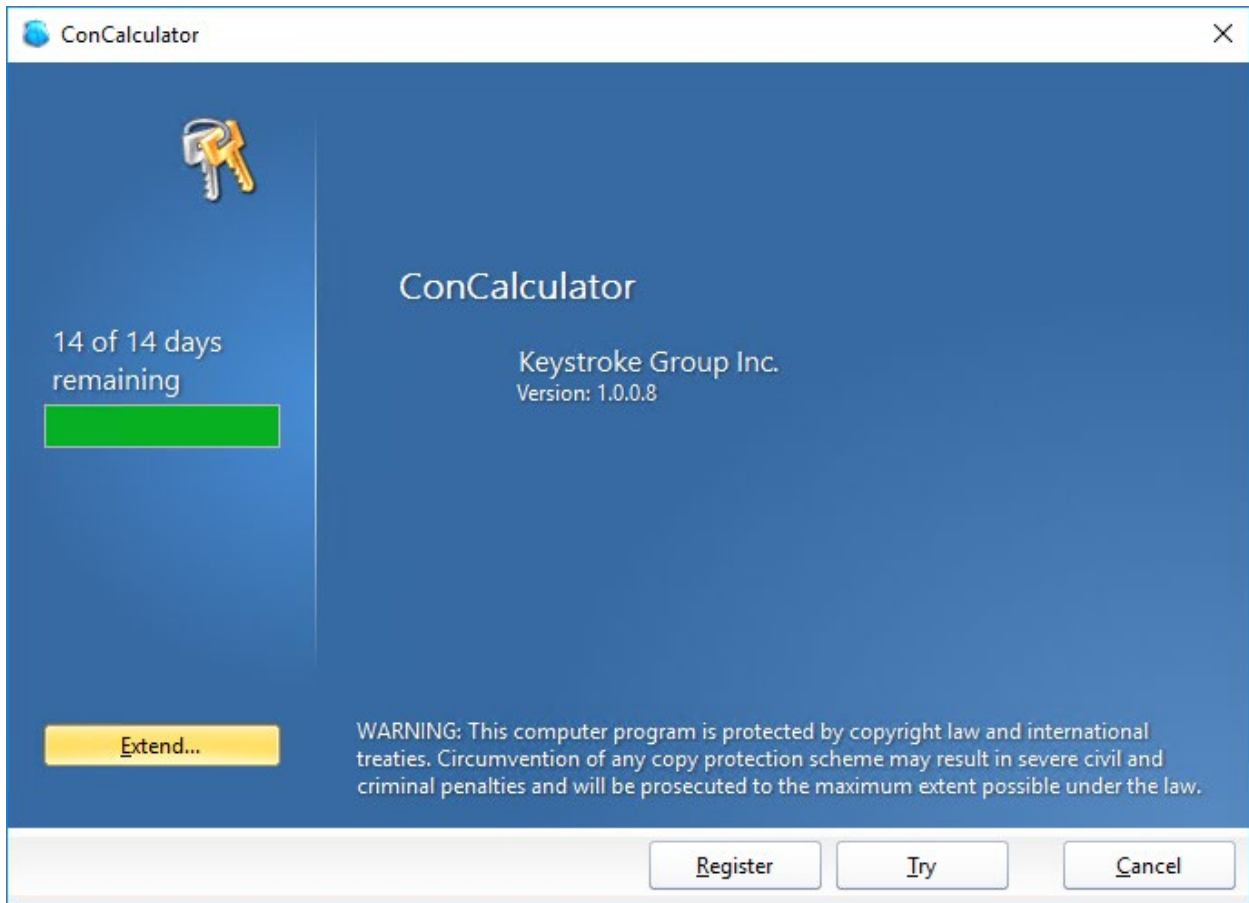 ConCalculator
14 of 14 days
remaining
Extend...
ConCalculator
Keystroke Group Inc.
Version: 1.0.0.8
WARNING: This computer program is protected by copyright law and international
treaties. Circumvention of any copy protection scheme may result in severe civil and
criminal penalties and will be prosecuted to the maximum extent possible under the law.
Register
Try
Cancel